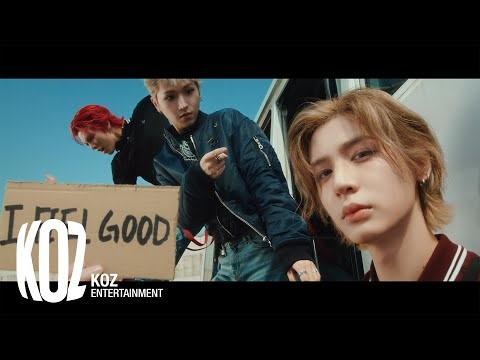 I FEEL GOOD
KOZ
KOZ
ENTERTAINMENT